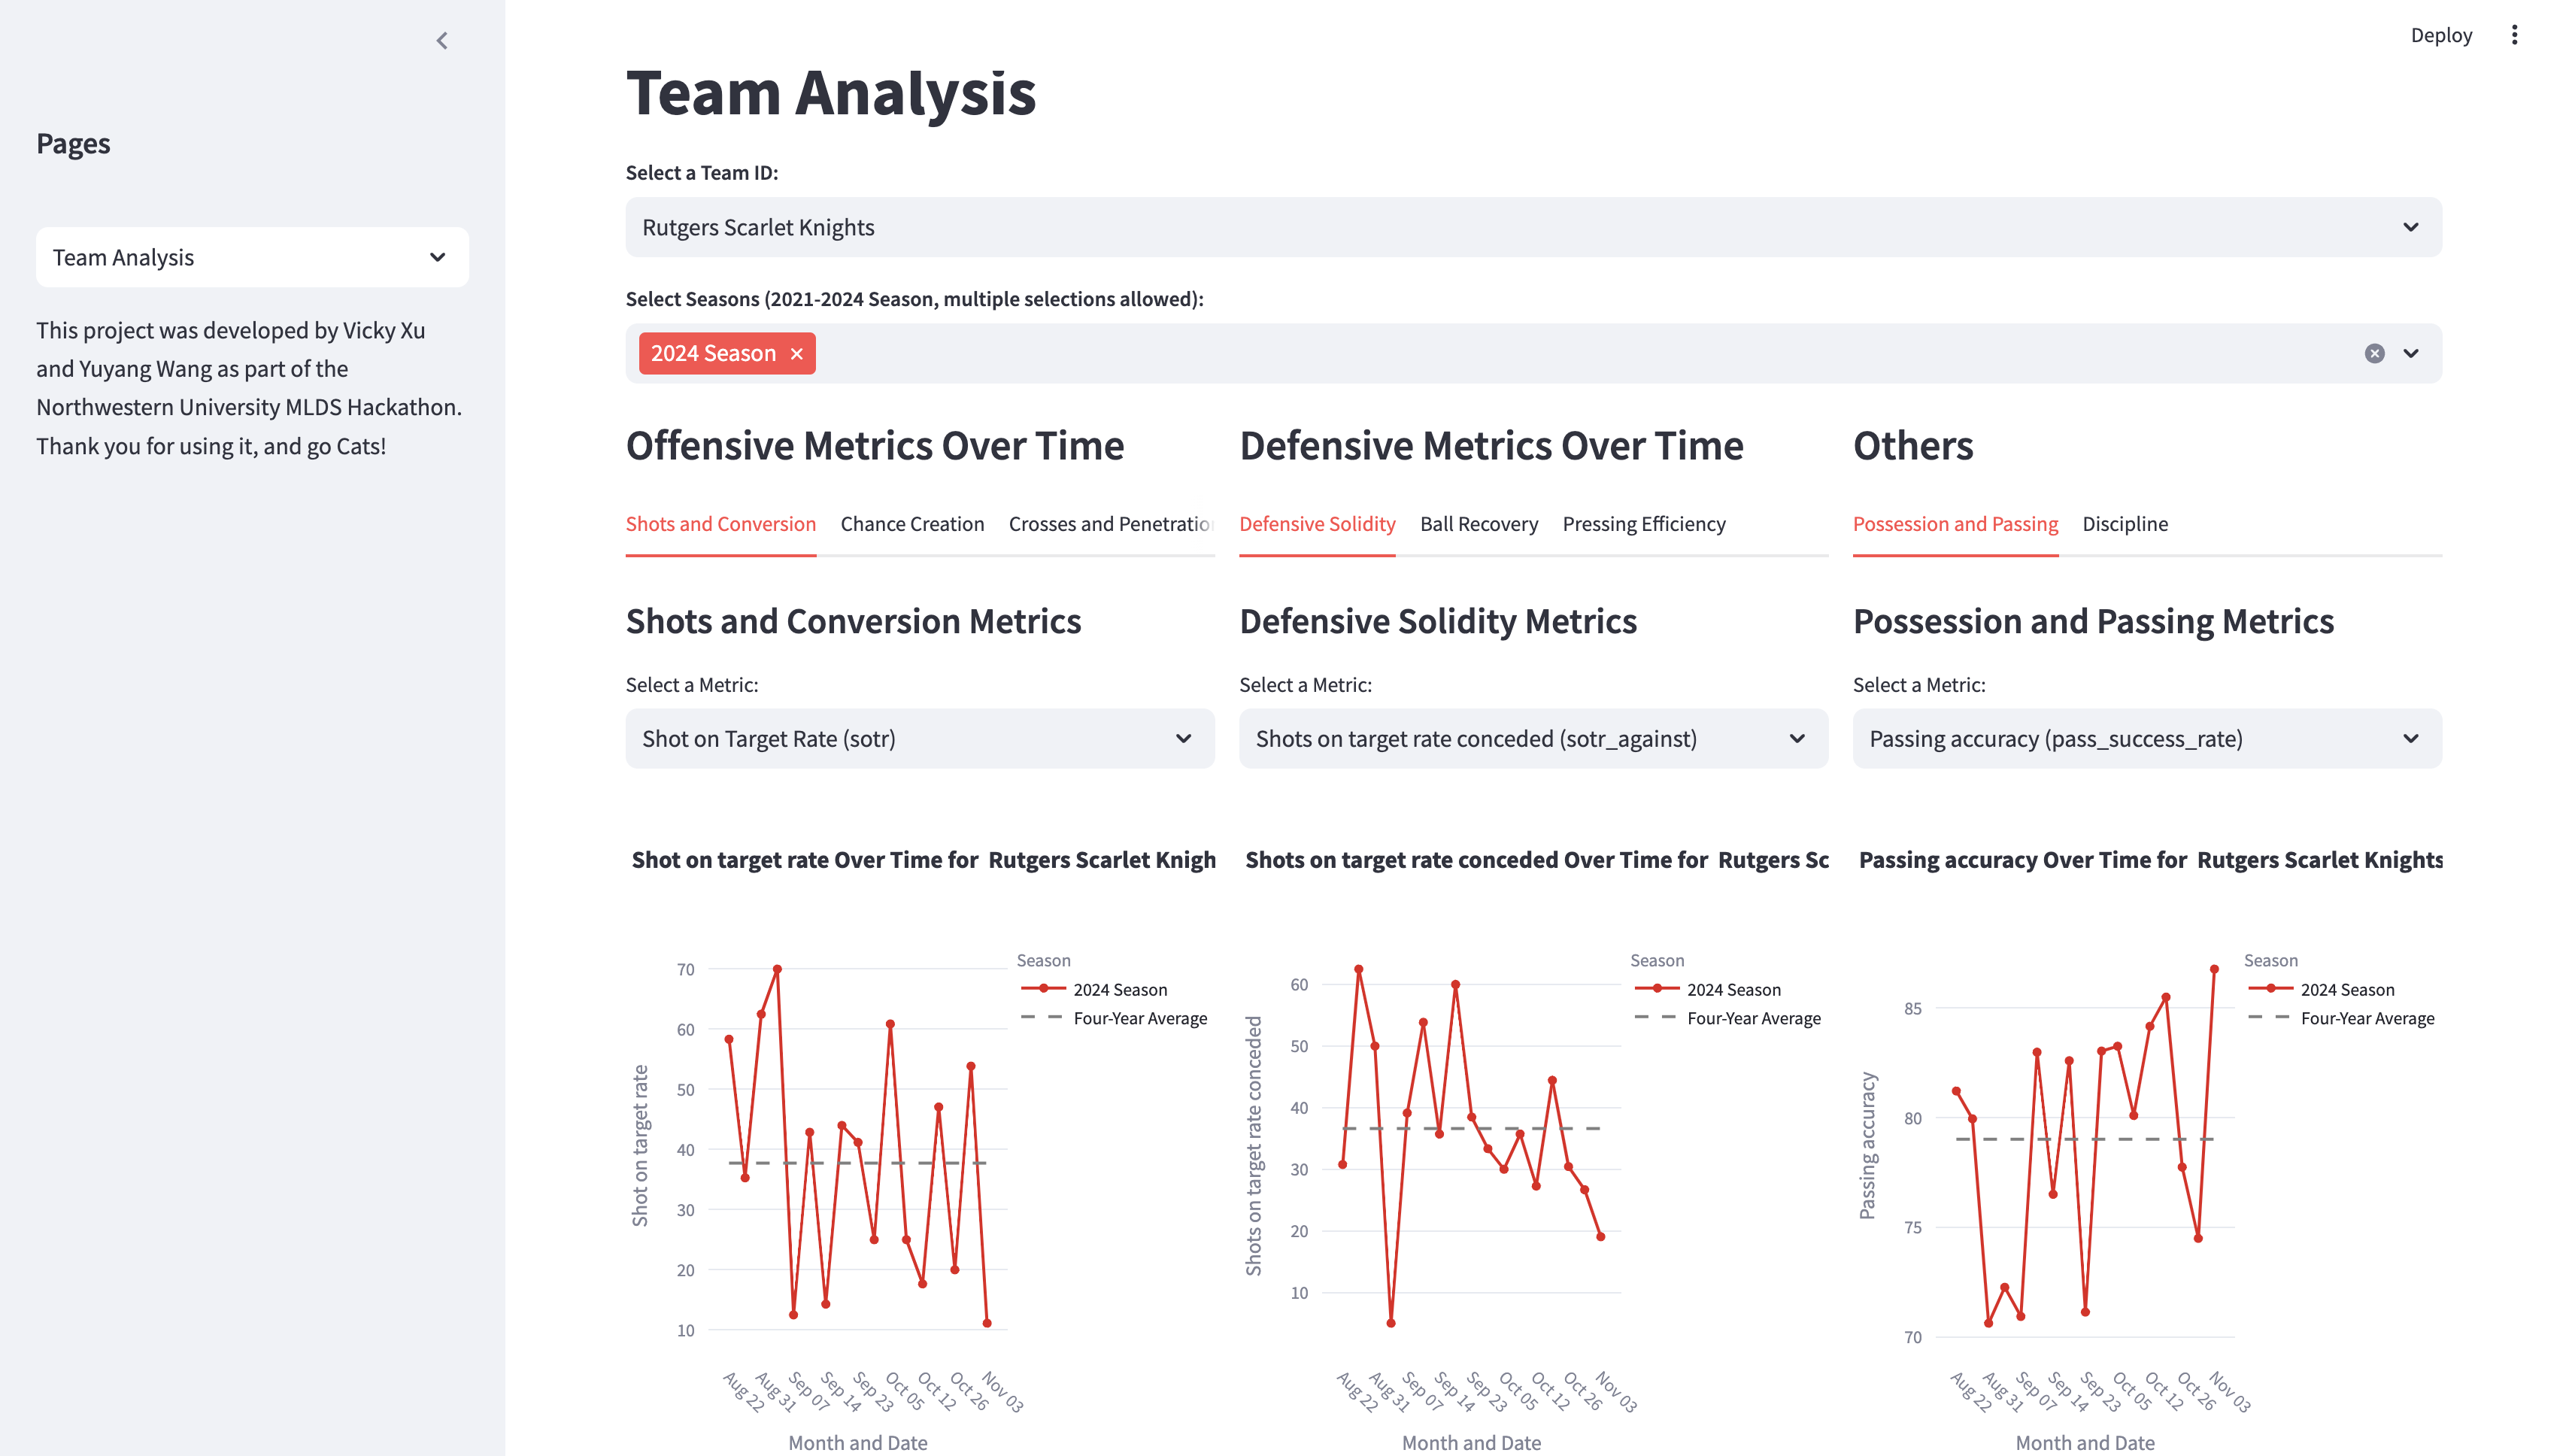 Deploy
Pages
Team Analysis
This project was developed by Vicky Xu
and Yuyang Wang as part of the
Northwestern University MLDS Hackathon.
Thank you for using it, and go Cats!
Team Analysis
Select a Team ID:
Rutgers Scarlet Knights
Select Seasons (2021-2024 Season, multiple selections allowed):
2024 Season ×
Offensive Metrics Over Time
Shots and Conversion Chance Creation Crosses and Penetratio
Shots and Conversion Metrics
Select a Metric:
Shot on Target Rate (sotr)
Shot on target rate Over Time for Rutgers Scarlet Knigh
Season
2024 Season
Four-Year Average
Shot on target rate
70
60
50
40
30
20
10
Aug 22
Aug 31
Sep 07
Sep 14
Sep 23
Oct 05
Oct 12
Oct 26
Nov 03
Month and Date
Defensive Metrics Over Time
Defensive Solidity Ball Recovery Pressing Efficiency
Defensive Solidity Metrics
Select a Metric:
Shots on target rate conceded (sotr_against)
Shots on target rate conceded Over Time for Rutgers Sc
Season
2024 Season
Four-Year Average
Shots on target rate conceded
60
50
40
30
20
10
Aug 22
Aug 31
Sep 07
Sep 14
Sep 23
Oct 05
Oct 12
Oct 26
Nov 03
Month and Date
Others
Possession and Passing Discipline
Possession and Passing Metrics
Select a Metric:
Passing accuracy (pass_success_rate)
Passing accuracy Over Time for Rutgers Scarlet Knights
Season
2024 Season
Four-Year Average
Passing accuracy
85
80
75
70
Aug 22
Aug 31
Sep 07
Sep 14
Sep 23
Oct 05
Oct 12
Oct 26
Nov 03
Month and Date